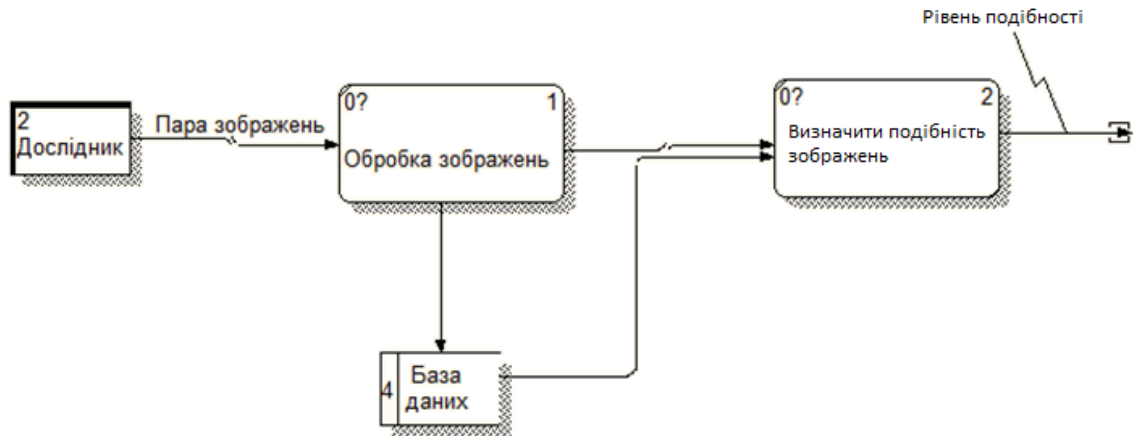 Рівень подібності
0?
1
0?
2
2
Дослідник
Пара зображень
Обробка зображень
Визначити подібність
зображень
4
База
даних